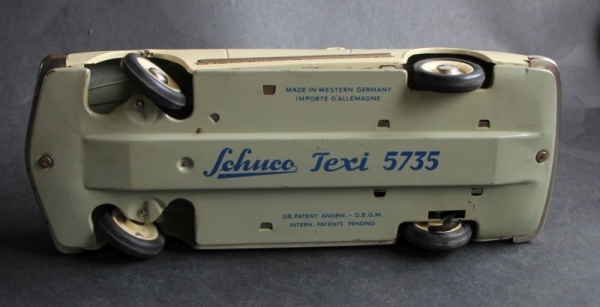 MADE IN WESTERN GERMANY
IMPORTÉ D'ALLEMAGNE
Schuco Texi 5735
G.B. PATENT ANGEM. - D.B.G.M.
INTERN. PATENTS PENDING